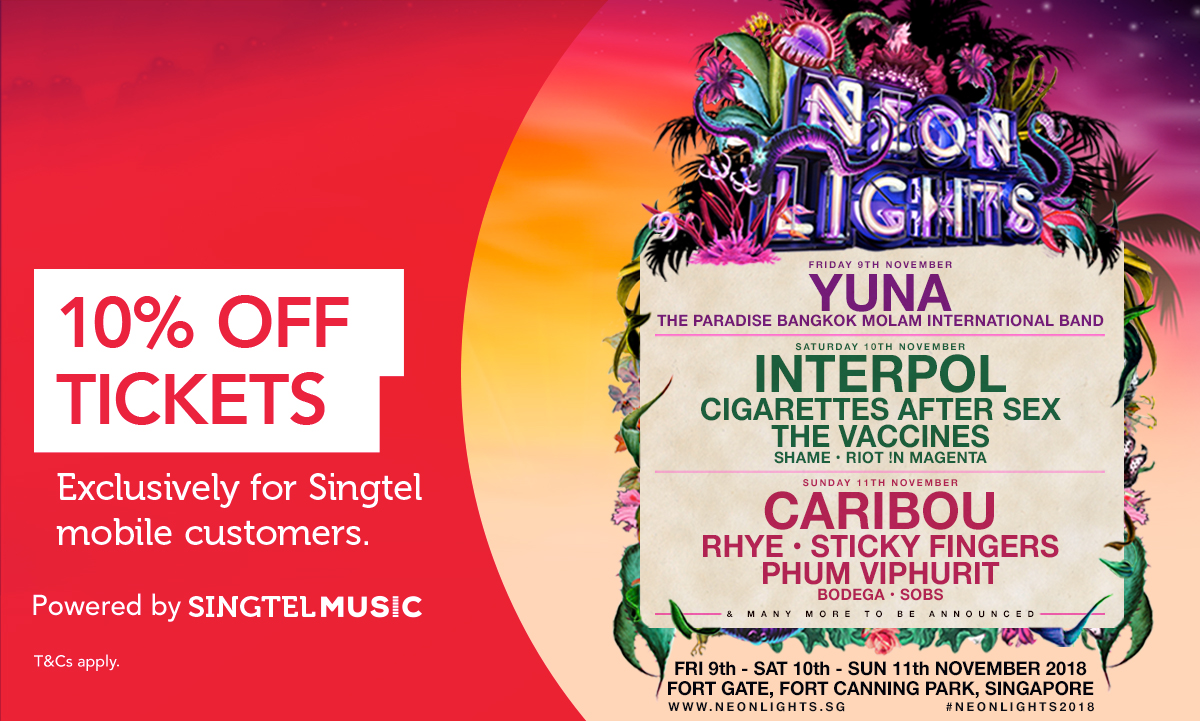 10% OFF
TICKETS
Exclusively for Singtel
mobile customers.
Powered by SINGTEL MUSIC
T&Cs apply.
NEON
LIGHTS
FRIDAY 9TH NOVEMBER
YUNA
THE PARADISE BANGKOK MOLAM INTERNATIONAL BAND
SATURDAY 10TH NOVEMBER
INTERPOL
CIGARETTES AFTER SEX
THE VACCINES
SHAME • RIOT !N MAGENTA
SUNDAY 11TH NOVEMBER
CARIBOU
RHYE • STICKY FINGERS
PHUM VIPHURIT
BODEGA • SOBS
& MANY MORE TO BE ANNOUNCED
FRI 9th - SAT 10th - SUN 11th NOVEMBER 2018
FORT GATE, FORT CANNING PARK, SINGAPORE
WWW.NEONLIGHTS.SG #NEONLIGHTS2018